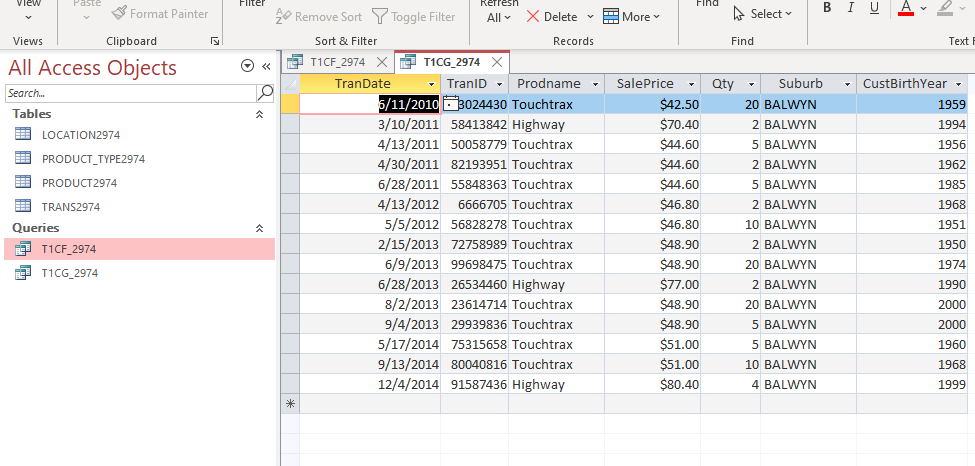 View
Views
Paste
Format Painter
Clipboard
Filter
Remove Sort
Toggle Filter
Sort & Filter
Refresh
All
Delete
More
Records
Find
Select
Find
B I U A
Text F
All Access Objects
Search...
Tables
LOCATION2974
PRODUCT_TYPE2974
PRODUCT2974
TRANS2974
Queries
T1CF_2974
T1CG_2974
T1CF_2974 T1CG_2974
TranDate TranID Prodname SalePrice Qty Suburb CustBirthYear
6/11/2010 3024430 Touchtrax $42.50 20 BALWYN 1959
3/10/2011 58413842 Highway $70.40 2 BALWYN 1994
4/13/2011 50058779 Touchtrax $44.60 5 BALWYN 1956
4/30/2011 82193951 Touchtrax $44.60 2 BALWYN 1962
6/28/2011 55848363 Touchtrax $44.60 5 BALWYN 1985
4/13/2012 6666705 Touchtrax $46.80 2 BALWYN 1968
5/5/2012 56828278 Touchtrax $46.80 10 BALWYN 1951
2/15/2013 72758989 Touchtrax $48.90 2 BALWYN 1950
6/9/2013 99698475 Touchtrax $48.90 20 BALWYN 1974
6/28/2013 26534460 Highway $77.00 2 BALWYN 1990
8/2/2013 23614714 Touchtrax $48.90 20 BALWYN 2000
9/4/2013 29939836 Touchtrax $48.90 5 BALWYN 2000
5/17/2014 75315658 Touchtrax $51.00 5 BALWYN 1960
9/13/2014 80040816 Touchtrax $51.00 10 BALWYN 1968
12/4/2014 91587436 Highway $80.40 4 BALWYN 1999